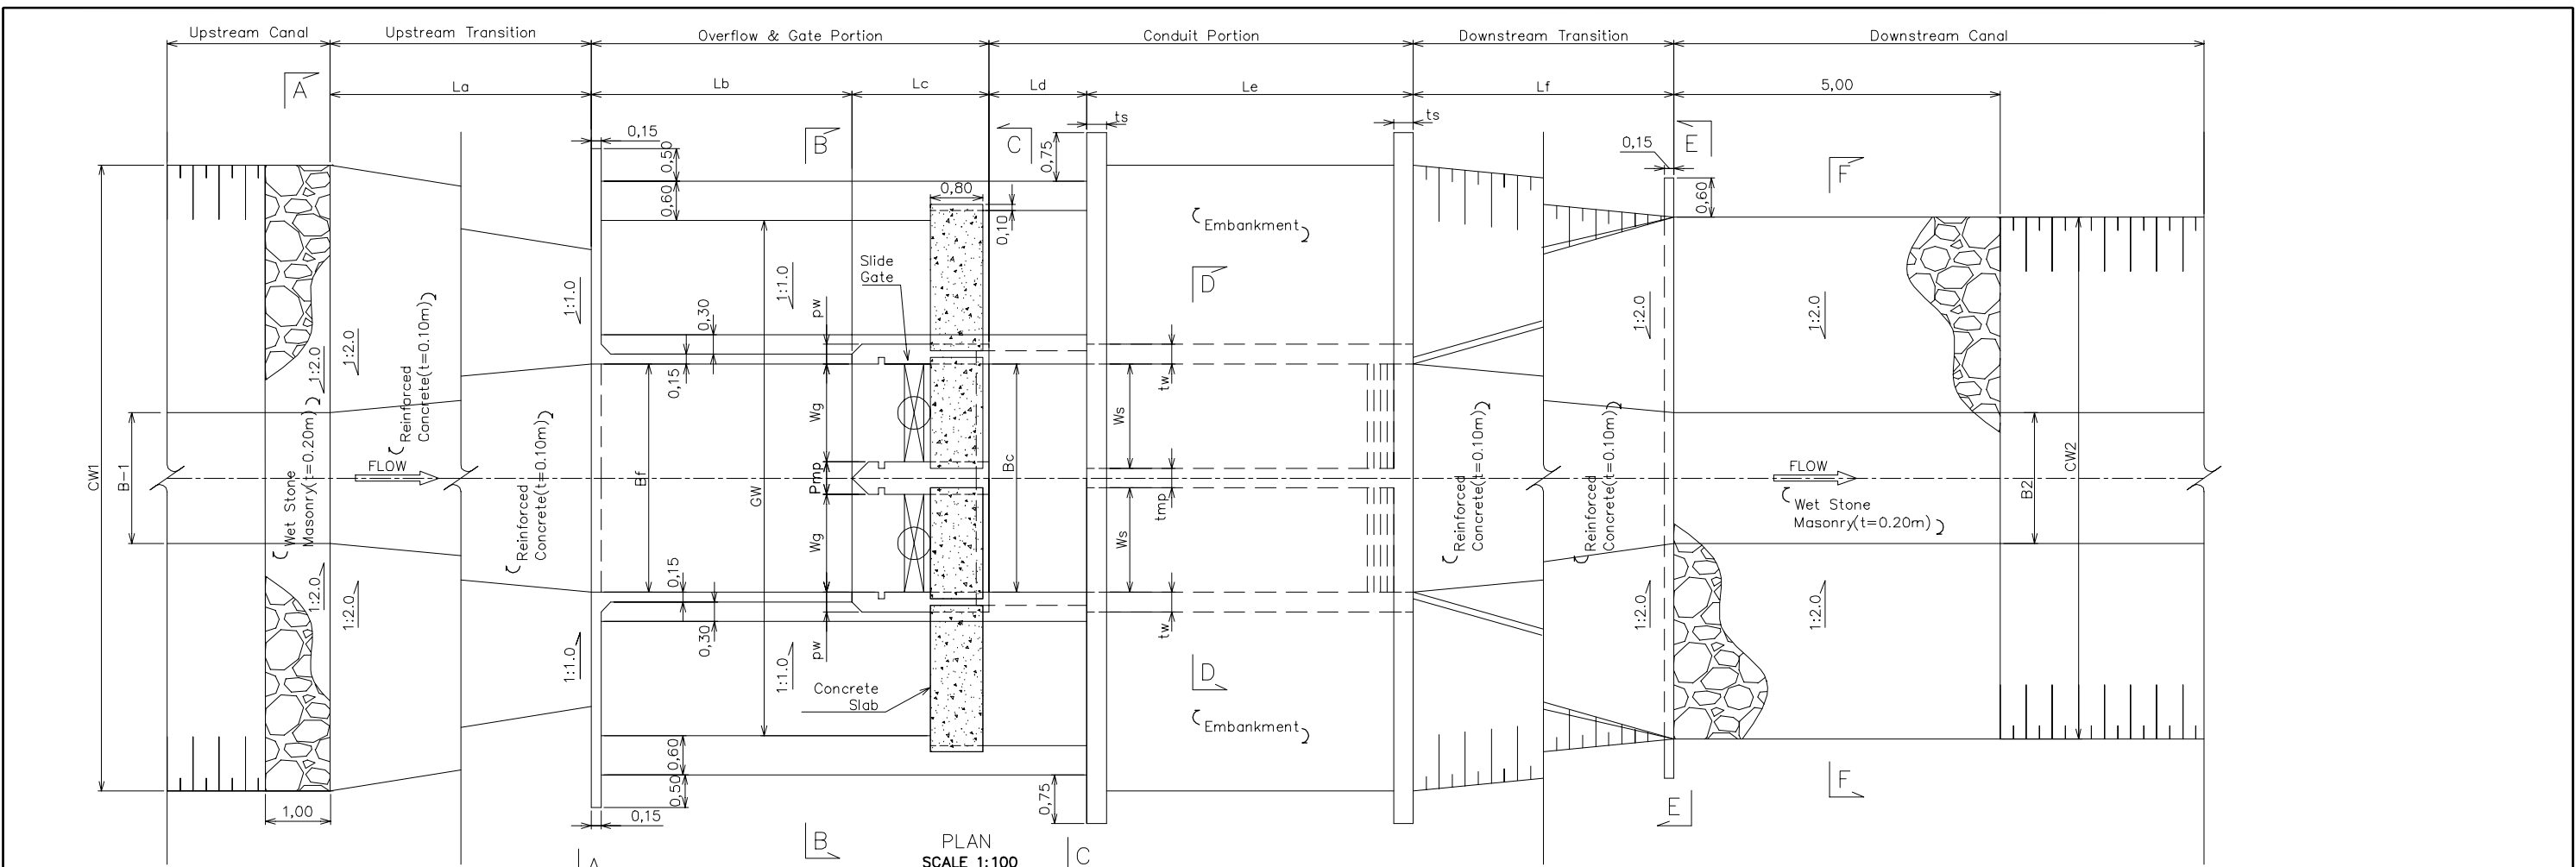 Upstream Canal
Upstream Transition
Overflow & Gate Portion
Conduit Portion
Downstream Transition
Downstream Canal
La
Lb
Lc
Ld
Le
Lf
5,00
A
B
C
ts
ts
E
F
0,15
0,50
0,60
0,75
0,80
0,10
0,15
0,60
Embankment
Slide
Gate
D
1:1.0
1:1.0
pw
0,30
0,15
1:2.0
1:2.0
Reinforced
Concrete(t=0.10m)
1:2.0
1:2.0
tw
CW1
B-1
Wet Stone
Masonry(t=0.20m)
FLOW
Reinforced
Concrete(t=0.10m)
Bf
GW
Wg
Pmp
Wg
Bc
Ws
tmp
Ws
Reinforced
Concrete(t=0.10m)
Reinforced
Concrete(t=0.10m)
FLOW
Wet Stone
Masonry(t=0.20m)
B2
CW2
1:2.0
1:2.0
0,15
0,30
pw
tw
1:2.0
1:2.0
1:1.0
1:1.0
Concrete
Slab
D
Embankment
0,60
0,50
0,75
F
E
1,00
0,15
B
PLAN
SCALE 1:100
A
C